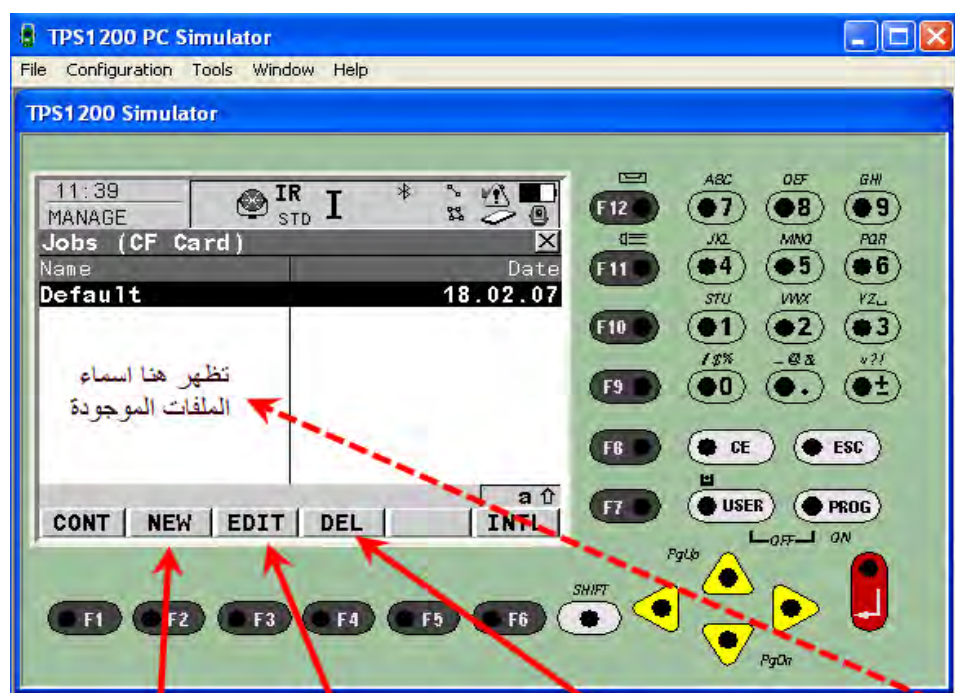 TPS1200 PC Simulator
File Configuration Tools Window Help
TPS1200 Simulator
11:39
MANAGE
IR
STD
I
Jobs (CF Card)
Name Date
Default 18.02.07
تظهر هنا اسماء
الملفات الموجودة
a
CONT NEW EDIT DEL INTL
F12 ABC 7 DEF 8 GHI 9
F11 JKL 4 MNO 5 PQR 6
F10 STU 1 VWX 2 YZ 3
F9 /$% 0 _@& . v?! ±
F8 CE ESC
F7 USER PROG
OFF ON
PgUp
SHIFT
F1 F2 F3 F4 F5 F6
PgDn